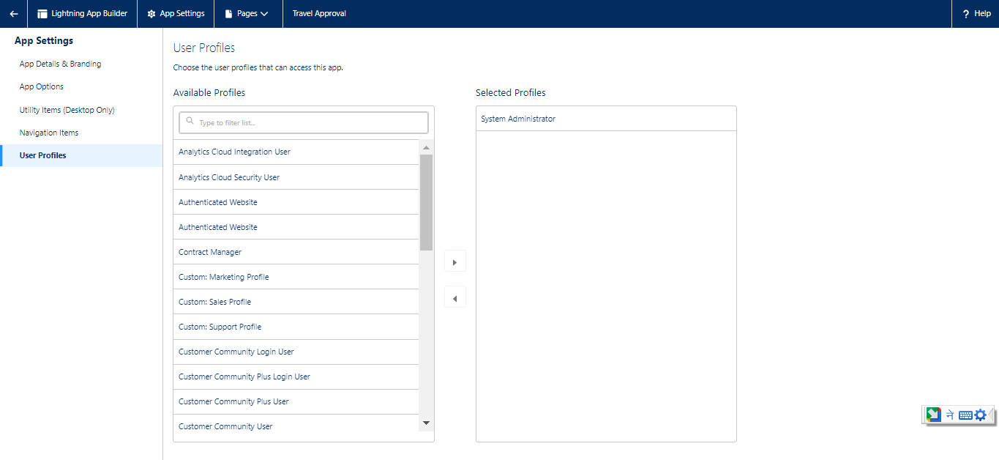 Lightning App Builder
App Settings
Pages
Travel Approval
? Help
App Settings
App Details & Branding
App Options
Utility Items (Desktop Only)
Navigation Items
User Profiles
User Profiles
Choose the user profiles that can access this app.
Available Profiles
Type to filter list...
Analytics Cloud Integration User
Analytics Cloud Security User
Authenticated Website
Authenticated Website
Contract Manager
Custom: Marketing Profile
Custom: Sales Profile
Custom: Support Profile
Customer Community Login User
Customer Community Plus Login User
Customer Community Plus User
Customer Community User
Selected Profiles
System Administrator
ने